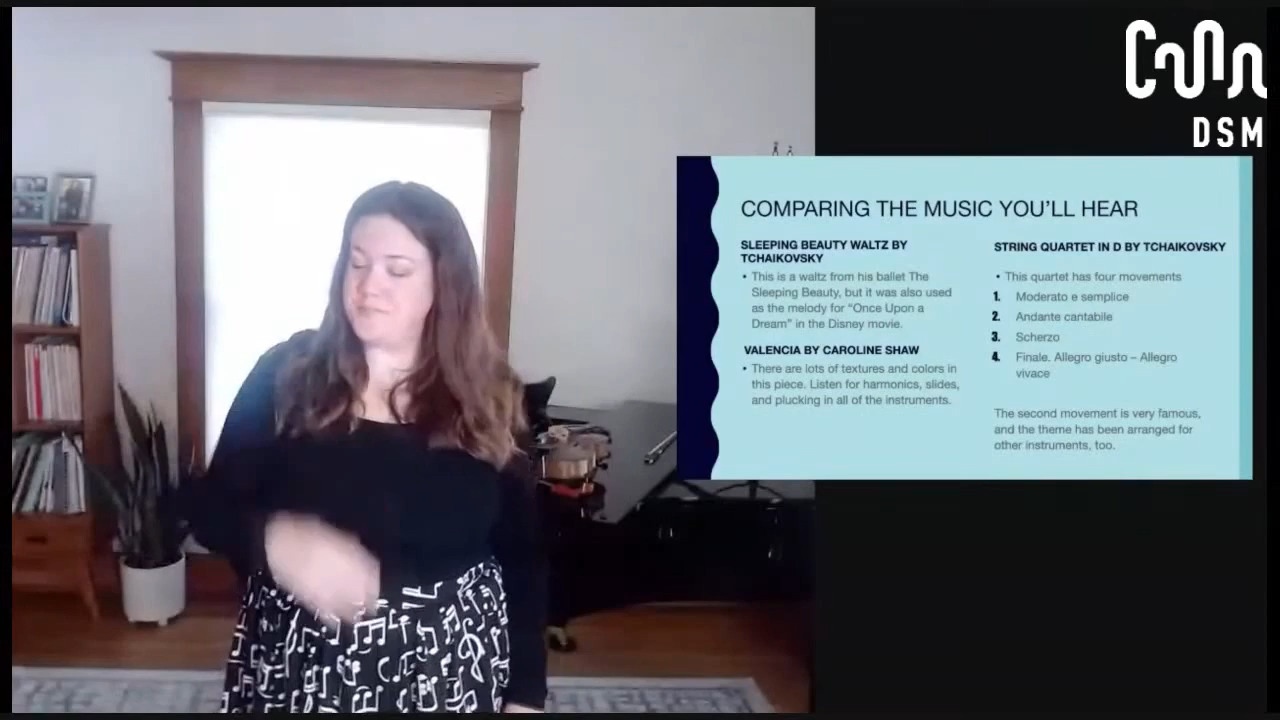 DSM
COMPARING THE MUSIC YOU'LL HEAR
SLEEPING BEAUTY WALTZ BY
TCHAIKOVSKY
• This is a waltz from his ballet The
Sleeping Beauty, but it was also used
as the melody for “Once Upon a
Dream” in the Disney movie.
VALENCIA BY CAROLINE SHAW
• There are lots of textures and colors in
this piece. Listen for harmonics, slides,
and plucking in all of the instruments.
STRING QUARTET IN D BY TCHAIKOVSKY
• This quartet has four movements
1. Moderato e semplice
2. Andante cantabile
3. Scherzo
4. Finale. Allegro giusto – Allegro
vivace
The second movement is very famous,
and the theme has been arranged for
other instruments, too.